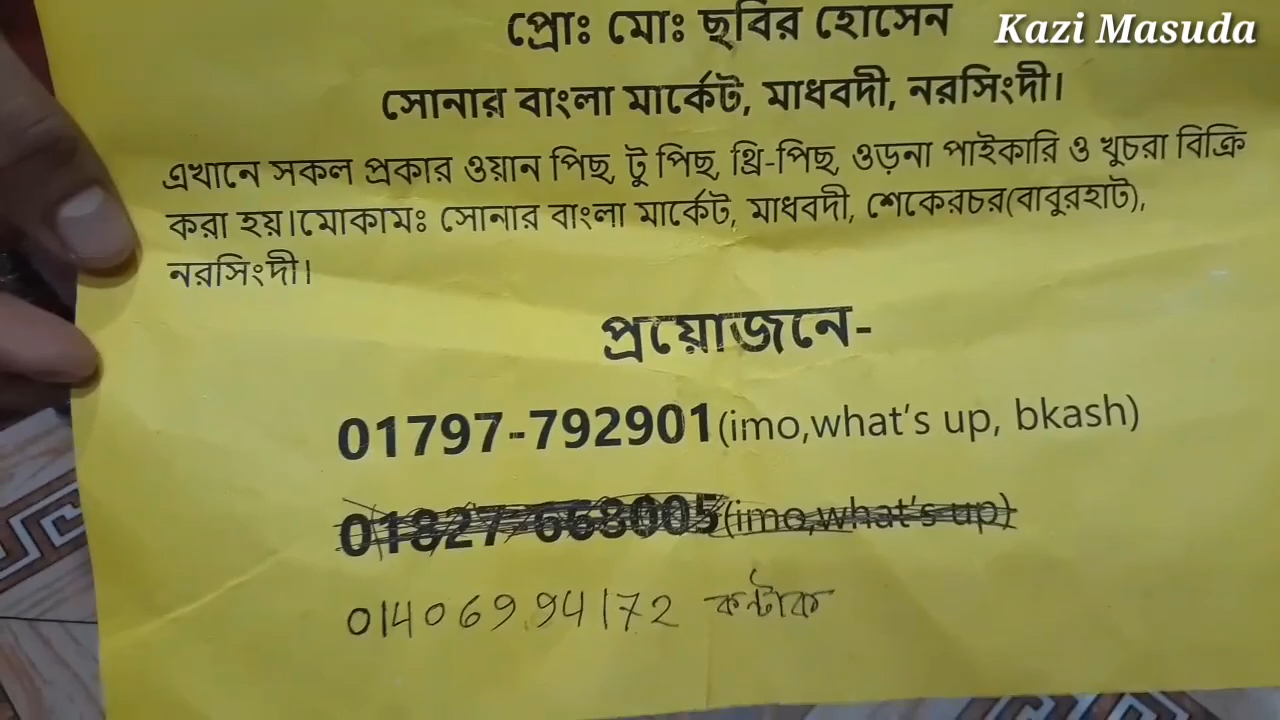 Kazi Masuda
প্রোঃ মোঃ ছবির হোসেন
সোনার বাংলা মার্কেট, মাধবদী, নরসিংদী।
এখানে সকল প্রকার ওয়ান পিছ, টু পিছ, থ্রি-পিছ, ওড়না পাইকারি ও খুচরা বিক্রি
করা হয়।মোকামঃ সোনার বাংলা মার্কেট, মাধবদী, শেকেরচর(বাবুরহাট),
নরসিংদী।
প্রয়োজনে-
01797-792901(imo,what's up, bkash)
01827-668005(imo,what's up)
01406994172 কন্টাক